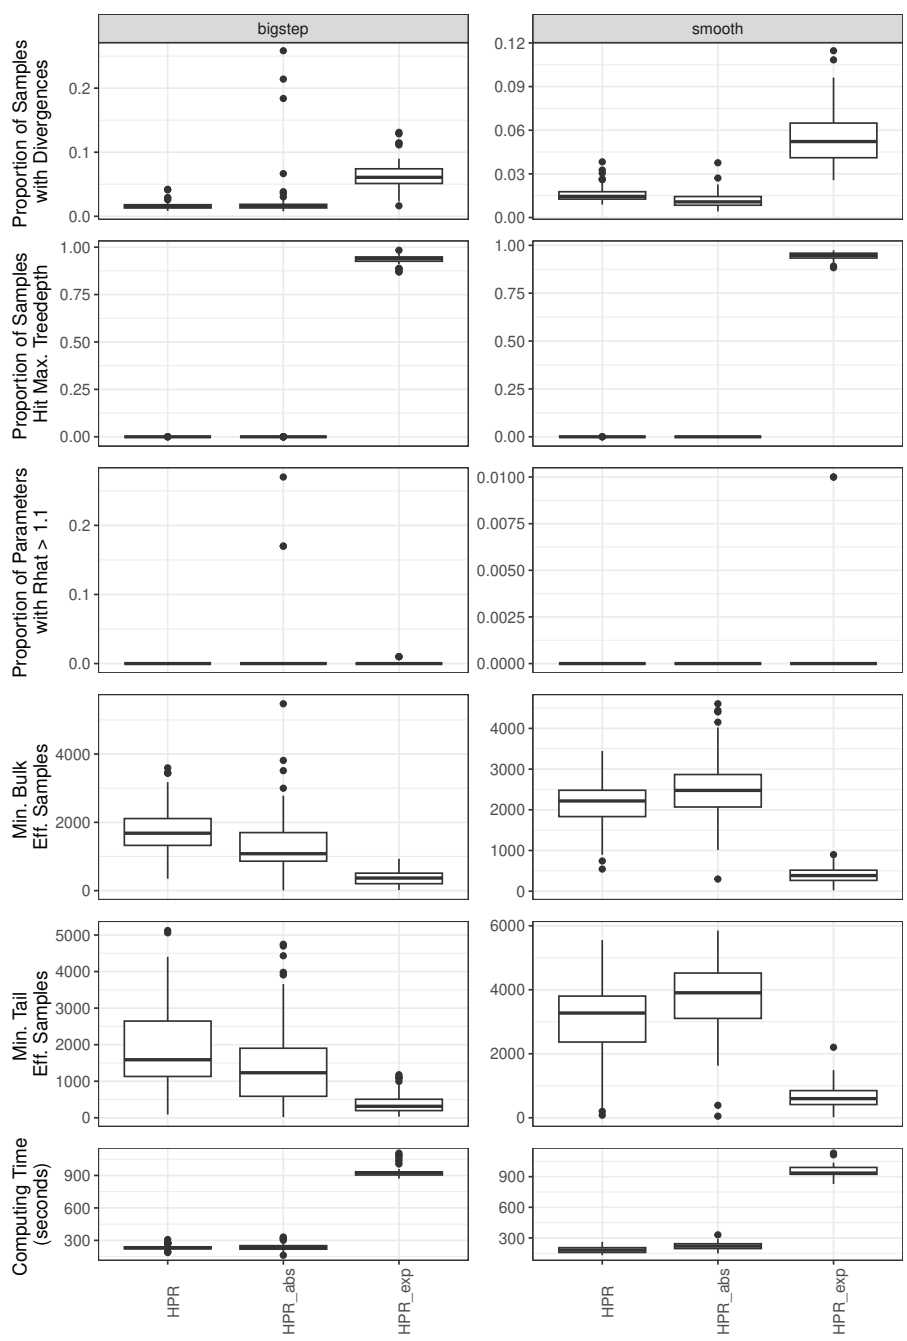 bigstep
smooth
Proportion of Samples
with Divergences
0.2
0.1
0.0
0.12
0.09
0.06
0.03
0.00
Proportion of Samples
Hit Max. Treedepth
1.00
0.75
0.50
0.25
0.00
1.00
0.75
0.50
0.25
0.00
Proportion of Parameters
with Rhat > 1.1
0.2
0.1
0.0
0.0100
0.0075
0.0050
0.0025
0.0000
Min. Bulk
Eff. Samples
4000
2000
0
4000
3000
2000
1000
0
Min. Tail
Eff. Samples
5000
4000
3000
2000
1000
0
6000
4000
2000
0
Computing Time
(seconds)
900
600
300
900
600
300
HPR
HPR_abs
HPR_exp
HPR
HPR_abs
HPR_exp